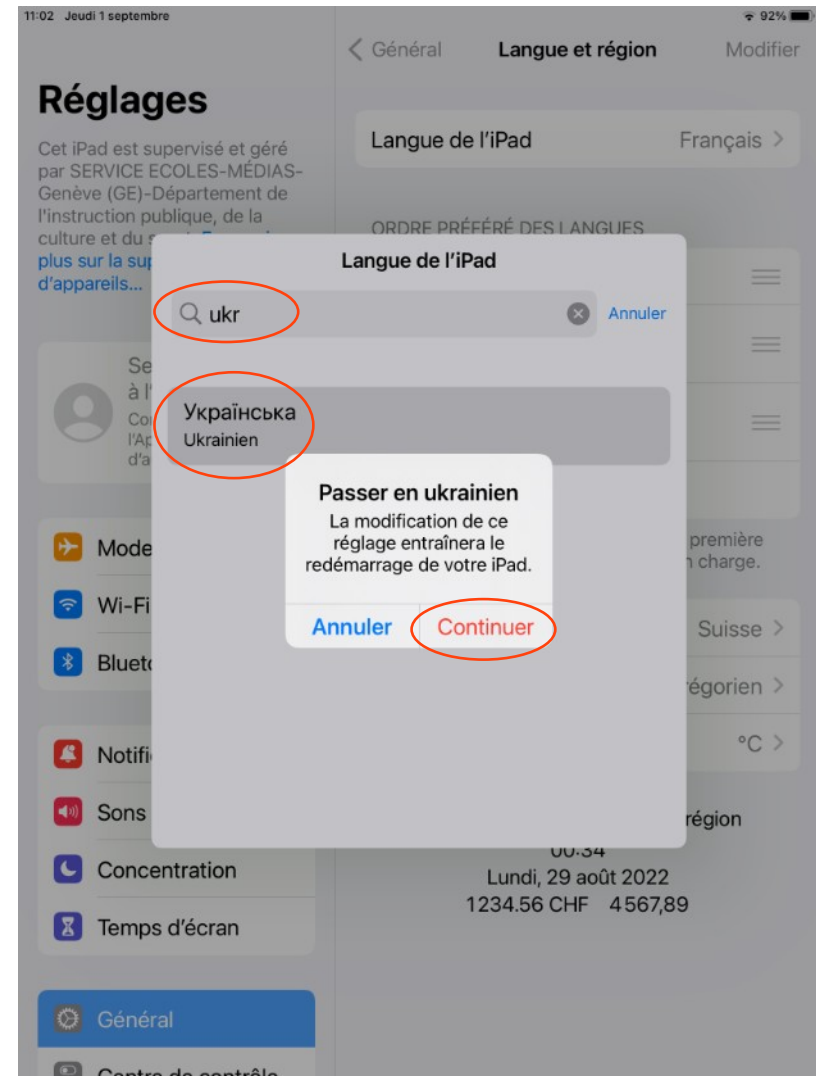 11:02 Jeudi 1 septembre
92%
Général
Langue et région
Modifier
Réglages
Cet iPad est supervisé et géré
par SERVICE ECOLES-MÉDIAS-
Genève (GE)-Département de
l'instruction publique, de la
culture et du
plus sur la
d'appareils...
Langue de l'iPad
Français
ORDRE PRÉFÉRÉ DES LANGUES
Langue de l'iPad
ukr
Annuler
Українська
Ukrainien
Passer en ukrainien
La modification de ce
réglage entraînera le
redémarrage de votre iPad.
Annuler
Continuer
Mode
Wi-Fi
Notifi
Sons
Concentration
Temps d'écran
Général
première
charge.
Suisse
°C
région
00:34
Lundi, 29 août 2022
1234.56 CHF 4 567,89
Centre de contrôle